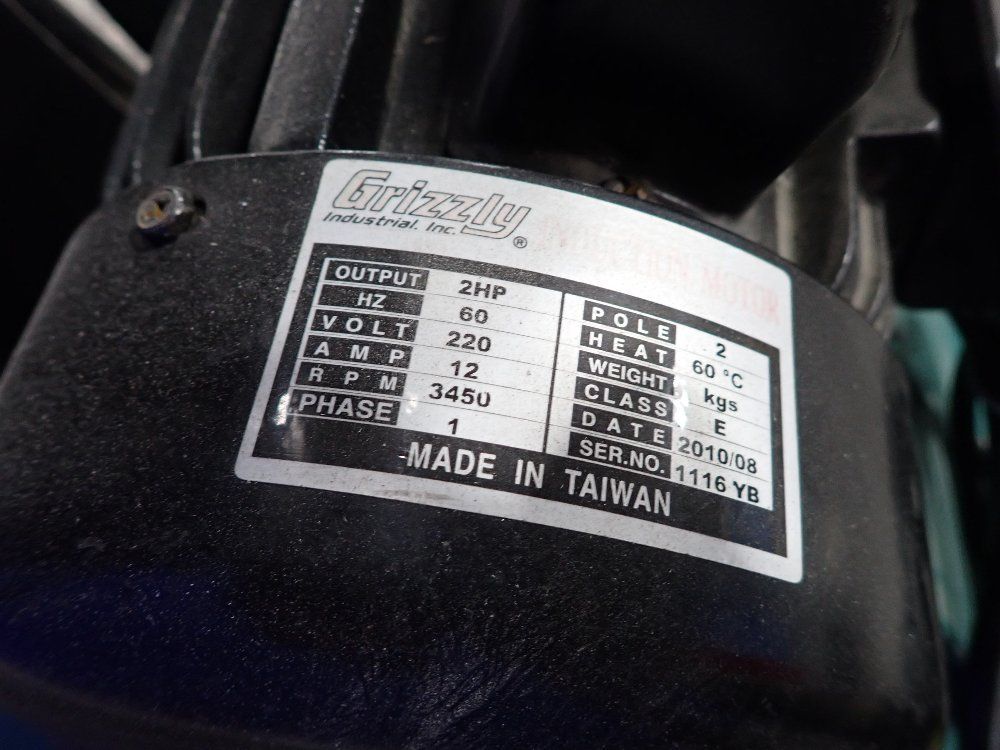 Grizzly
Industrial, Inc.®
INDUCTION MOTOR
OUTPUT 2HP
HZ 60
VOLT 220
AMP 12
RPM 3450
PHASE 1
POLE 2
HEAT 60 °C
WEIGHT kgs
CLASS E
DATE 2010/08
SER.NO. 1116 YB
MADE IN TAIWAN